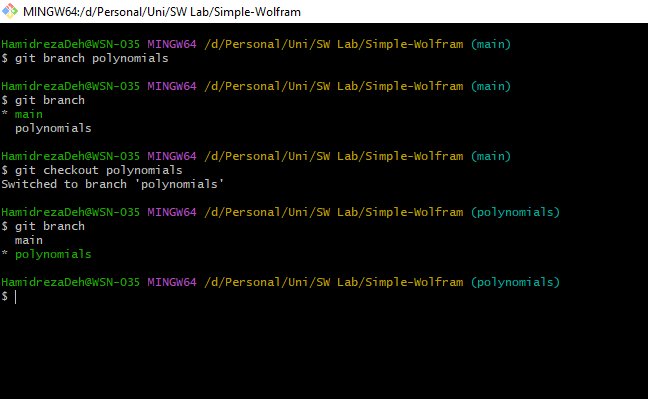 MINGW64:/d/Personal/Uni/SW Lab/Simple-Wolfram
HamidrezaDeh@WSN-035 MINGW64 /d/Personal/Uni/SW Lab/Simple-Wolfram (main)
$ git branch polynomials
HamidrezaDeh@WSN-035 MINGW64 /d/Personal/Uni/SW Lab/Simple-Wolfram (main)
$ git branch
* main
  polynomials
HamidrezaDeh@WSN-035 MINGW64 /d/Personal/Uni/SW Lab/Simple-Wolfram (main)
$ git checkout polynomials
Switched to branch 'polynomials'
HamidrezaDeh@WSN-035 MINGW64 /d/Personal/Uni/SW Lab/Simple-Wolfram (polynomials)
$ git branch
  main
* polynomials
HamidrezaDeh@WSN-035 MINGW64 /d/Personal/Uni/SW Lab/Simple-Wolfram (polynomials)
$